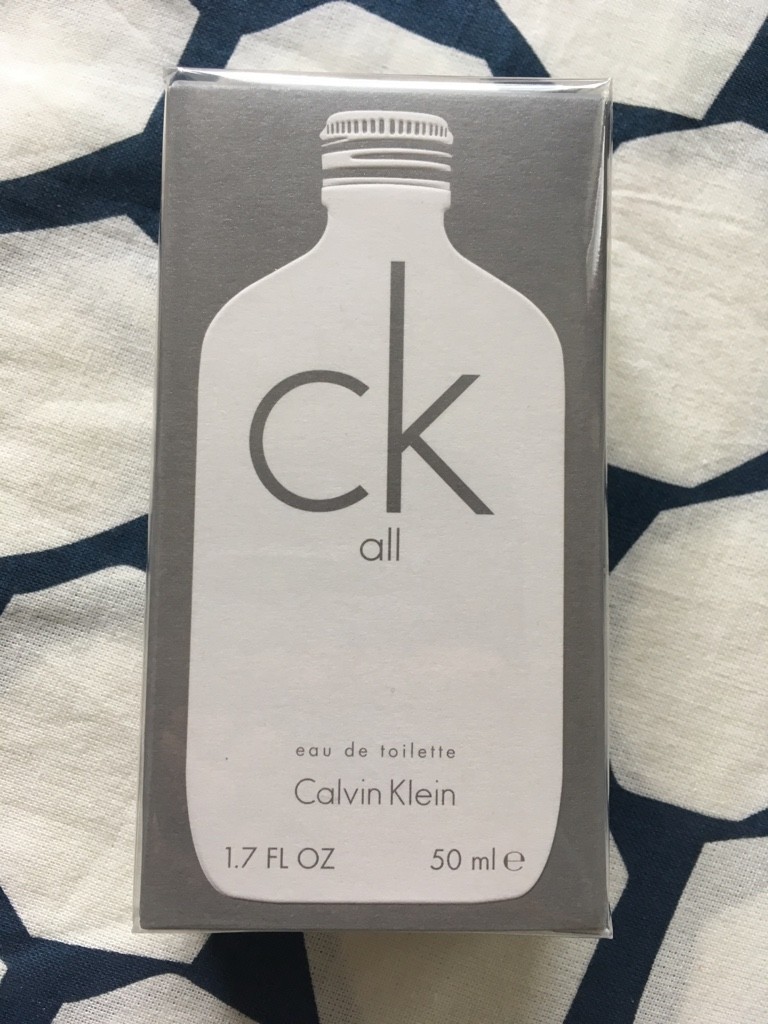 ck
all
eau de toilette
Calvin Klein
1.7 FL OZ 50 ml ℮